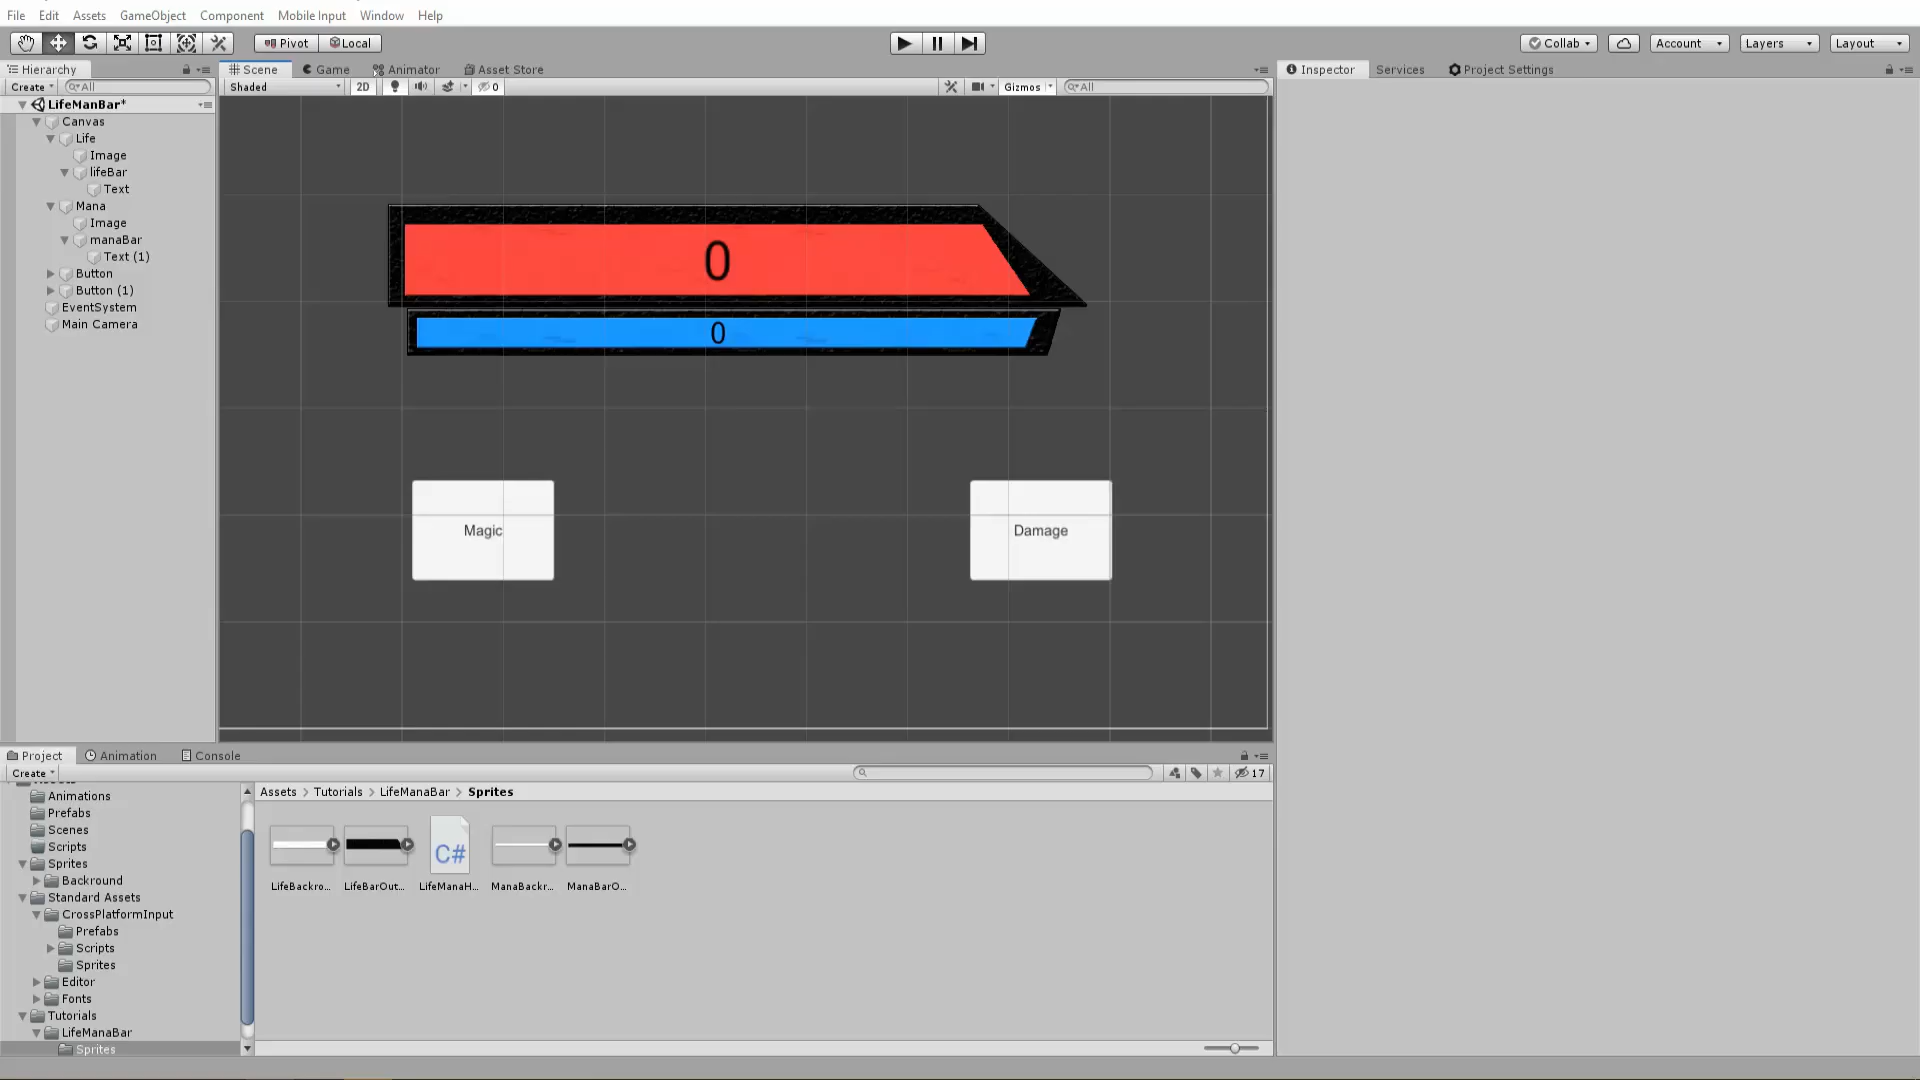 File Edit Assets GameObject Component Mobile Input Window Help
Pivot Local Collab Account Layers Layout
Hierarchy Scene Game Animator Asset Store Inspector Services Project Settings
Create All Shaded 2D 0 Gizmos All
LifeManBar*
Canvas
Life
Image
lifeBar
Text
Mana
Image
manaBar
Text (1)
Button
Button (1)
EventSystem
Main Camera
0
0
Magic Damage
Project Animation Console
Create 17
Assets > Tutorials > LifeManaBar > Sprites
Animations
Prefabs
Scenes
Scripts
Sprites
Backround
Standard Assets
CrossPlatformInput
Prefabs
Scripts
Sprites
Editor
Fonts
Tutorials
LifeManaBar
Sprites
C#
LifeBackro... LifeBarOut... LifeManaH... ManaBackr... ManaBarO...